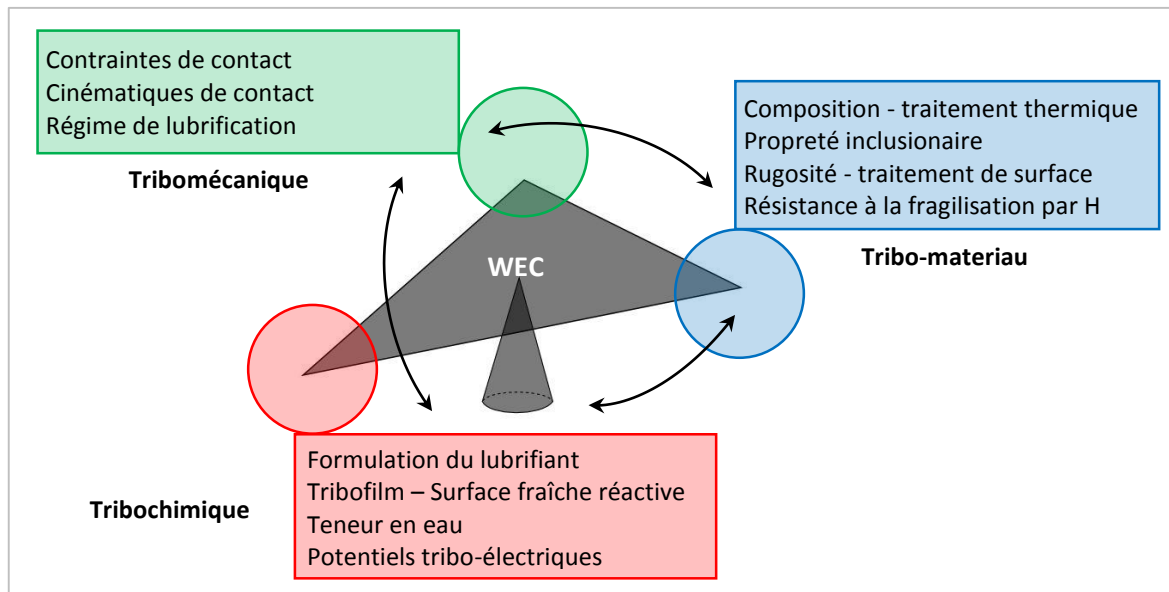 Contraintes de contact
Cinématiques de contact
Régime de lubrification
Tribomécanique
Composition - traitement thermique
Propreté inclusionaire
Rugosité - traitement de surface
Résistance à la fragilisation par H
Tribo-materiau
WEC
Formulation du lubrifiant
Tribofilm – Surface fraîche réactive
Teneur en eau
Potentiels tribo-électriques
Tribochimique